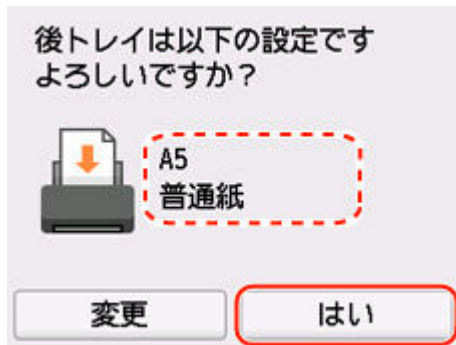 後トレイは以下の設定です
よろしいですか？
A5
普通紙
変更
はい